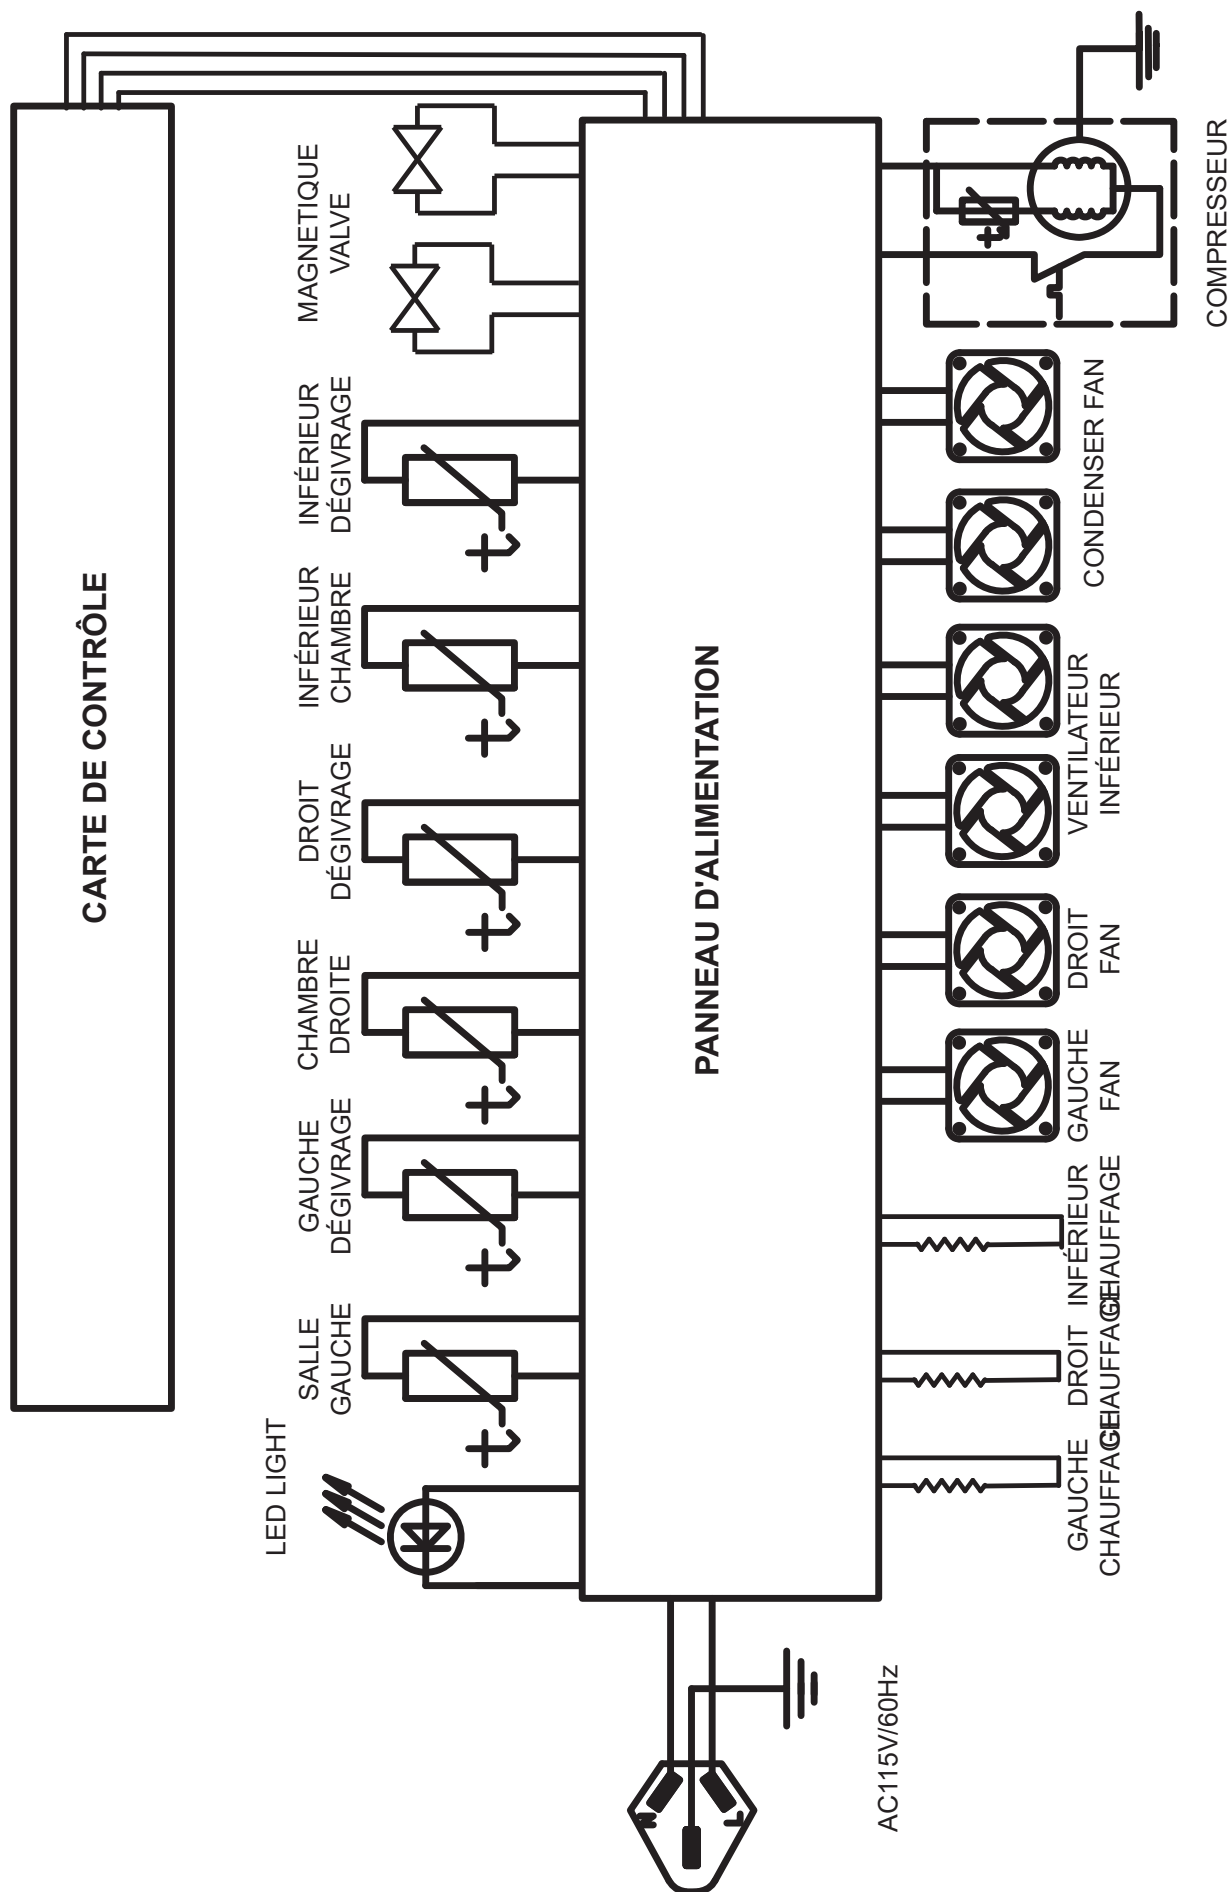 CARTE DE CONTRÔLE
LED LIGHT
SALLE
GAUCHE
GAUCHE
DÉGIVRAGE
CHAMBRE
DROITE
DROIT
DÉGIVRAGE
INFÉRIEUR
CHAMBRE
INFÉRIEUR
DÉGIVRAGE
MAGNETIQUE
VALVE
PANNEAU D'ALIMENTATION
N
L
AC115V/60Hz
GAUCHE
CHAUFFAGE
DROIT
CHAUFFAGE
INFÉRIEUR
CHAUFFAGE
GAUCHE
FAN
DROIT
FAN
VENTILATEUR
INFÉRIEUR
CONDENSER FAN
COMPRESSEUR